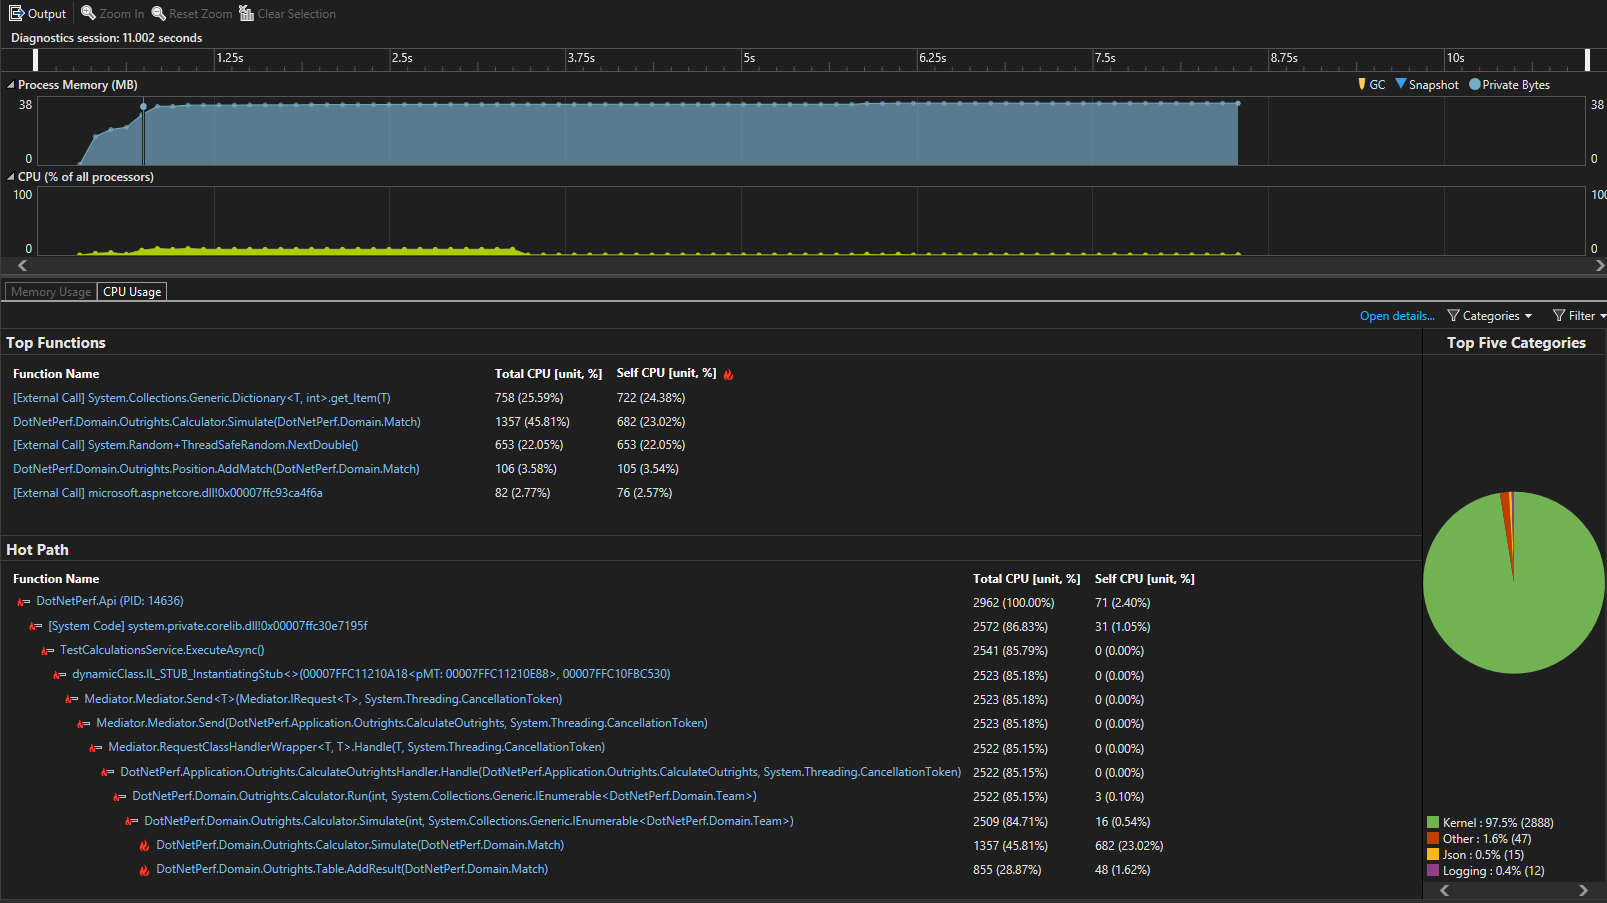 Output Zoom In Reset Zoom Clear Selection
Diagnostics session: 11.002 seconds
1.25s 2.5s 3.75s 5s 6.25s 7.5s 8.75s 10s
Process Memory (MB) GC Snapshot Private Bytes
38 38
0 0
CPU (% of all processors)
100 100
0 0
Memory Usage CPU Usage
Open details... Categories Filter
Top Functions
Function Name Total CPU [unit, %] Self CPU [unit, %]
[External Call] System.Collections.Generic.Dictionary<T, int>.get_Item(T) 758 (25.59%) 722 (24.38%)
DotNetPerf.Domain.Outrights.Calculator.Simulate(DotNetPerf.Domain.Match) 1357 (45.81%) 682 (23.02%)
[External Call] System.Random+ThreadSafeRandom.NextDouble() 653 (22.05%) 653 (22.05%)
DotNetPerf.Domain.Outrights.Position.AddMatch(DotNetPerf.Domain.Match) 106 (3.58%) 105 (3.54%)
[External Call] microsoft.aspnetcore.dll!0x00007ffc93ca4f6a 82 (2.77%) 76 (2.57%)
Hot Path
Function Name Total CPU [unit, %] Self CPU [unit, %]
DotNetPerf.Api (PID: 14636) 2962 (100.00%) 71 (2.40%)
[System Code] system.private.corelib.dll!0x00007ffc30e7195f 2572 (86.83%) 31 (1.05%)
TestCalculationsService.ExecuteAsync() 2541 (85.79%) 0 (0.00%)
dynamicClass.IL_STUB_InstantiatingStub<>(00007FFC11210A18<pMT: 00007FFC11210E88>, 00007FFC10FBC530) 2523 (85.18%) 0 (0.00%)
Mediator.Mediator.Send<T>(Mediator.IRequest<T>, System.Threading.CancellationToken) 2523 (85.18%) 0 (0.00%)
Mediator.Mediator.Send(DotNetPerf.Application.Outrights.CalculateOutrights, System.Threading.CancellationToken) 2523 (85.18%) 0 (0.00%)
Mediator.RequestClassHandlerWrapper<T, T>.Handle(T, System.Threading.CancellationToken) 2522 (85.15%) 0 (0.00%)
DotNetPerf.Application.Outrights.CalculateOutrightsHandler.Handle(DotNetPerf.Application.Outrights.CalculateOutrights, System.Threading.CancellationToken) 2522 (85.15%) 0 (0.00%)
DotNetPerf.Domain.Outrights.Calculator.Run(int, System.Collections.Generic.IEnumerable<DotNetPerf.Domain.Team>) 2522 (85.15%) 3 (0.10%)
DotNetPerf.Domain.Outrights.Calculator.Simulate(int, System.Collections.Generic.IEnumerable<DotNetPerf.Domain.Team>) 2509 (84.71%) 16 (0.54%)
DotNetPerf.Domain.Outrights.Calculator.Simulate(DotNetPerf.Domain.Match) 1357 (45.81%) 682 (23.02%)
DotNetPerf.Domain.Outrights.Table.AddResult(DotNetPerf.Domain.Match) 855 (28.87%) 48 (1.62%)
Top Five Categories
Kernel : 97.5% (2888)
Other : 1.6% (47)
Json : 0.5% (15)
Logging : 0.4% (12)